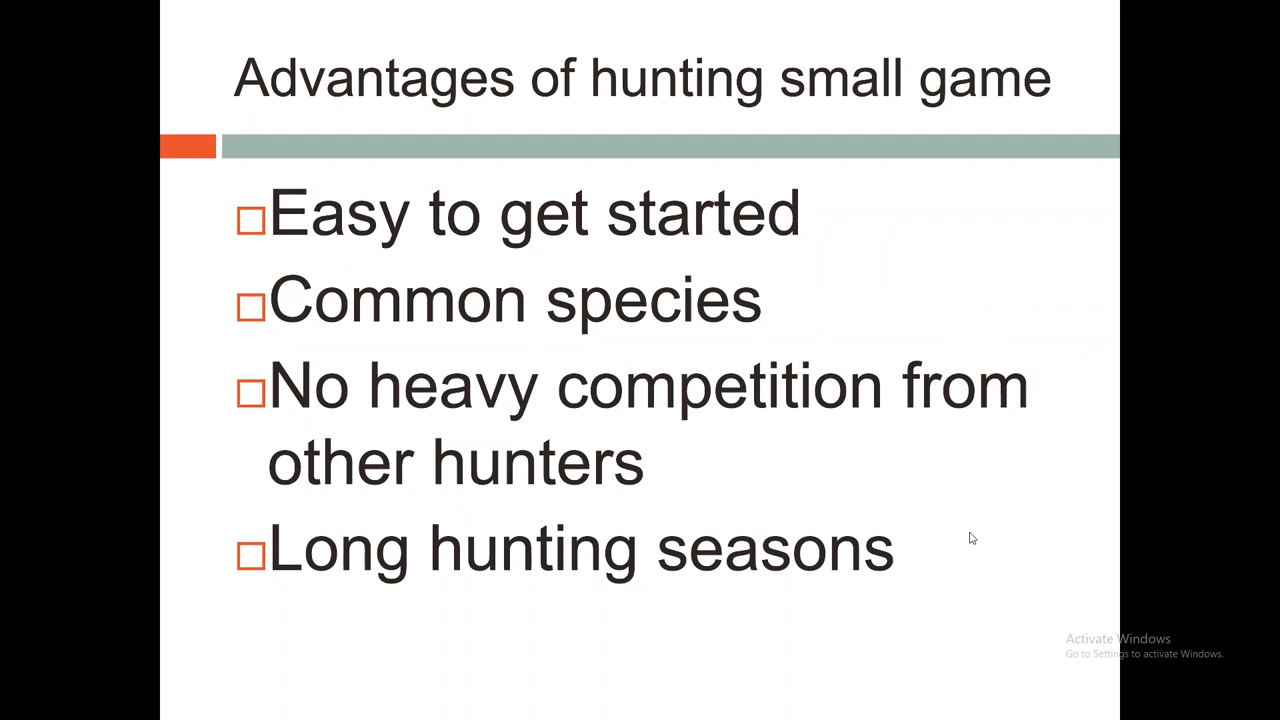 Advantages of hunting small game
Easy to get started
Common species
No heavy competition from
other hunters
Long hunting seasons
Activate Windows
Go to Settings to activate Windows.